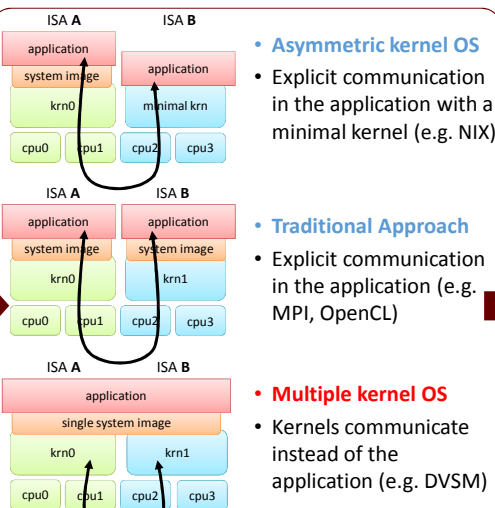 ISA A ISA B
application
system image
application
krn0
minimal krn
cpu0 cpu1 cpu2 cpu3
• Asymmetric kernel OS
• Explicit communication
in the application with a
minimal kernel (e.g. NIX)
ISA A ISA B
application application
system image system image
krn0 krn1
cpu0 cpu1 cpu2 cpu3
• Traditional Approach
• Explicit communication
in the application (e.g.
MPI, OpenCL)
ISA A ISA B
application
single system image
krn0 krn1
cpu0 cpu1 cpu2 cpu3
• Multiple kernel OS
• Kernels communicate
instead of the
application (e.g. DVSM)